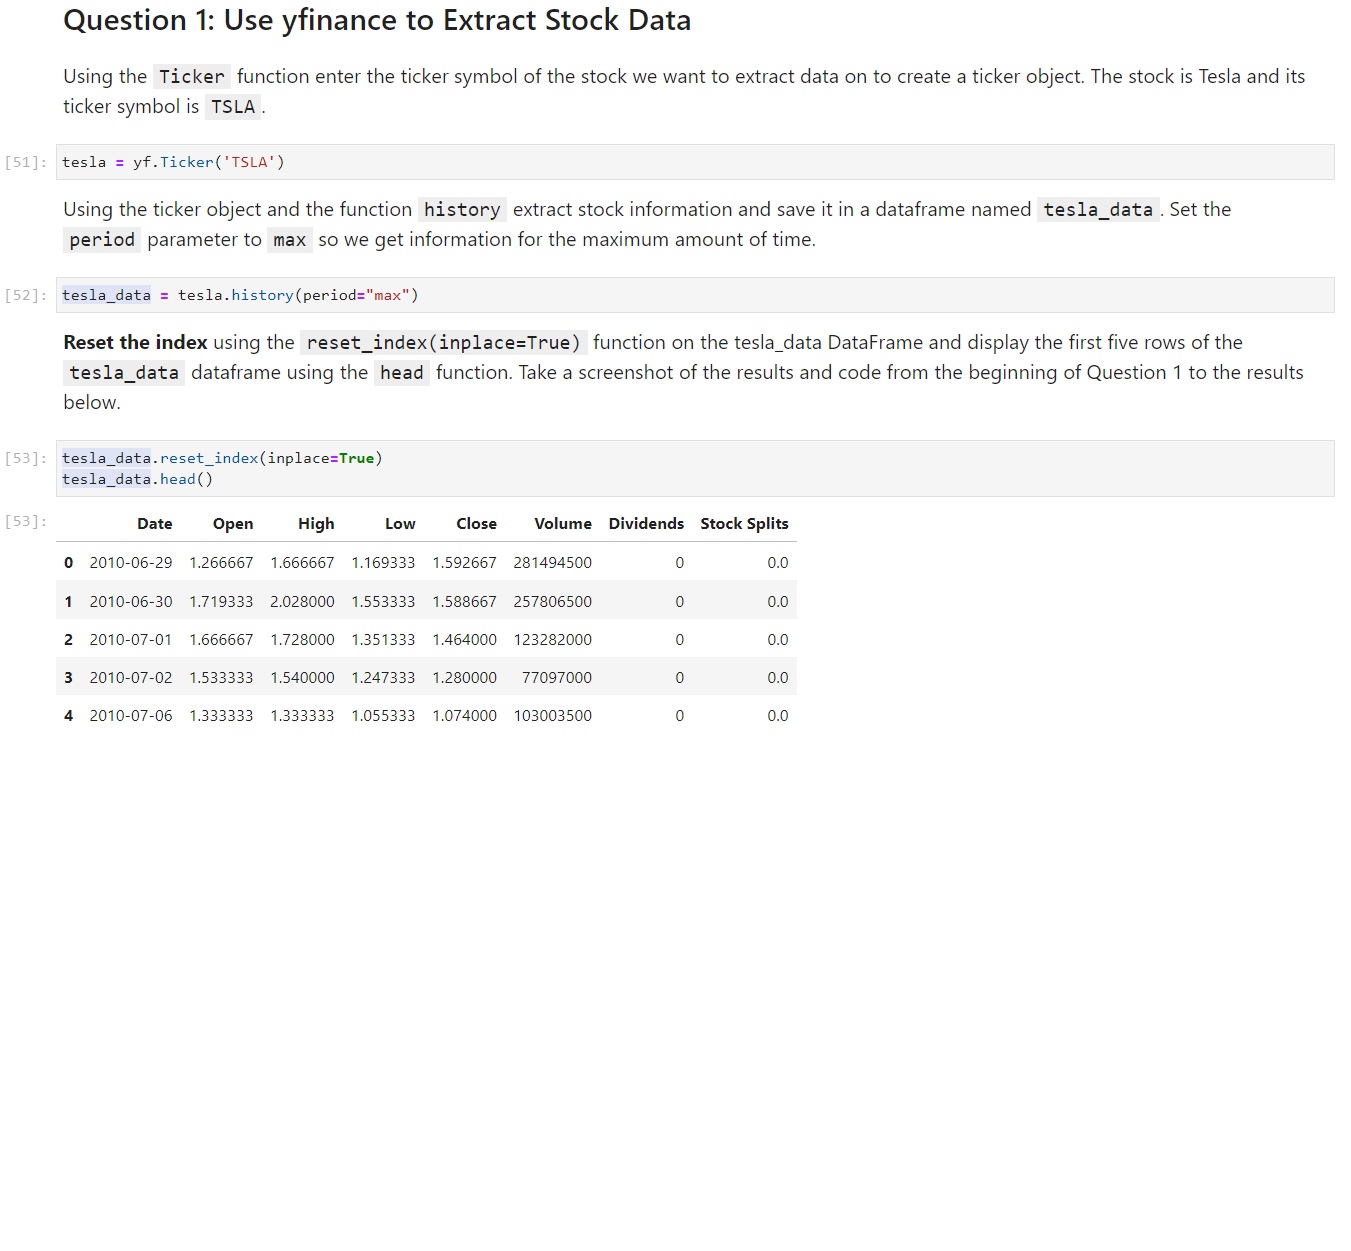 Question 1: Use yfinance to Extract Stock Data
Using the Ticker function enter the ticker symbol of the stock we want to extract data on to create a ticker object. The stock is Tesla and its
ticker symbol is TSLA .
[51]: tesla = yf.Ticker('TSLA')
Using the ticker object and the function history extract stock information and save it in a dataframe named tesla_data . Set the
period parameter to max so we get information for the maximum amount of time.
[52]: tesla_data = tesla.history(period="max")
Reset the index using the reset_index(inplace=True) function on the tesla_data DataFrame and display the first five rows of the
tesla_data dataframe using the head function. Take a screenshot of the results and code from the beginning of Question 1 to the results
below.
[53]: tesla_data.reset_index(inplace=True)
tesla_data.head()
[53]: Date Open High Low Close Volume Dividends Stock Splits
0 2010-06-29 1.266667 1.666667 1.169333 1.592667 281494500 0 0.0
1 2010-06-30 1.719333 2.028000 1.553333 1.588667 257806500 0 0.0
2 2010-07-01 1.666667 1.728000 1.351333 1.464000 123282000 0 0.0
3 2010-07-02 1.533333 1.540000 1.247333 1.280000 77097000 0 0.0
4 2010-07-06 1.333333 1.333333 1.055333 1.074000 103003500 0 0.0